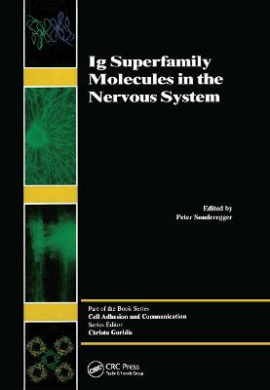 Ig Superfamily
Molecules in the
Nervous System
Edited by
Peter Sonderegger
Part of the Book Series
Cell Adhesion and Communication
Series Editor
Christo Goridis
CRC Press
Taylor & Francis Group